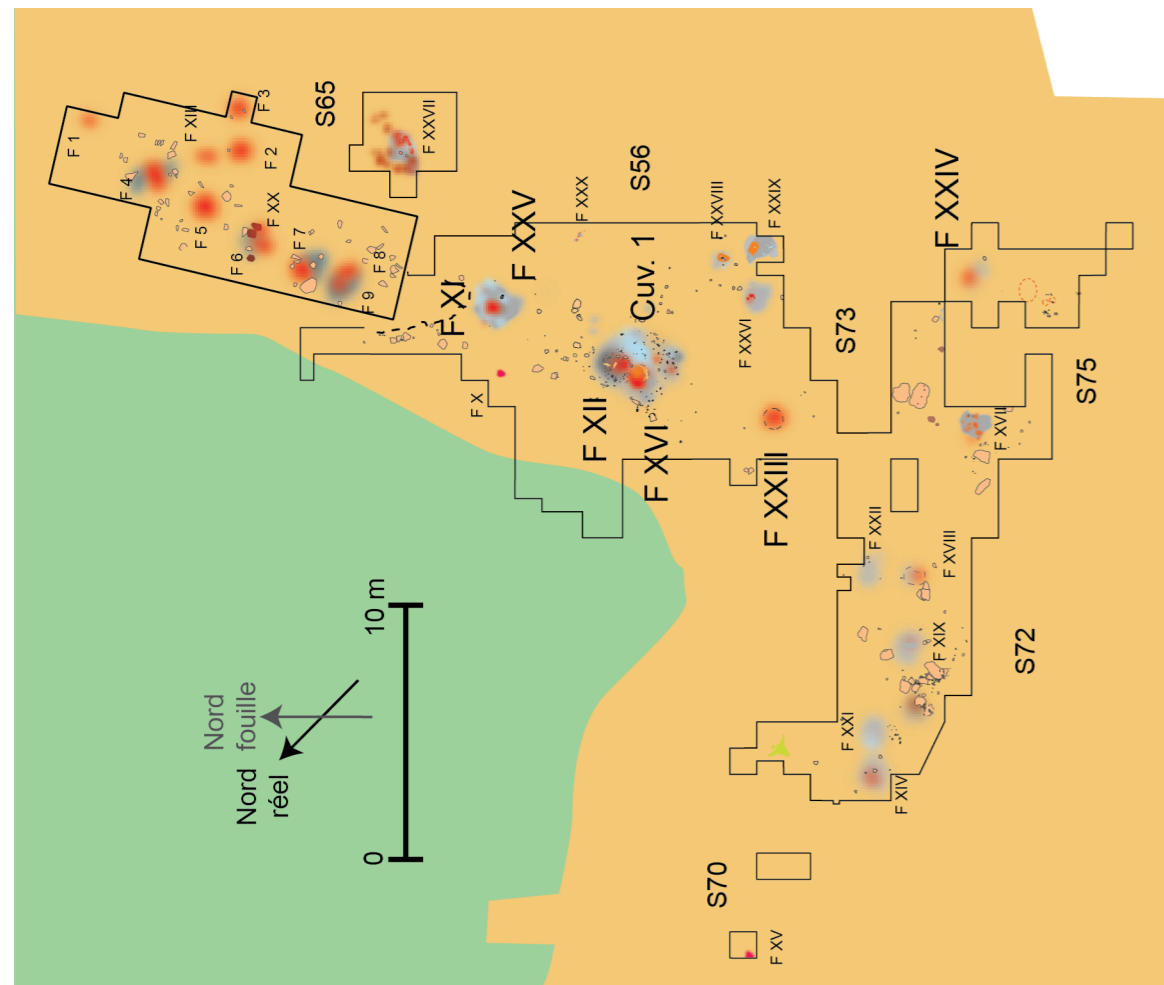 F 1
F XIII
F 3
F 2
S65
F XXVII
F 4
F 5
F XX
F 6
F 7
F 8
F 9
F XI
F XXV
F XXX
S56
F XXVIII
F XXIX
F XXIV
Cuv. 1
F X
F XII
F XVI
F XXVI
S73
F XXIII
S75
F XVII
F XXII
F XVIII
F XIX
S72
F XXI
F XIV
S70
F XV
Nord
fouille
Nord
réel
0
10 m